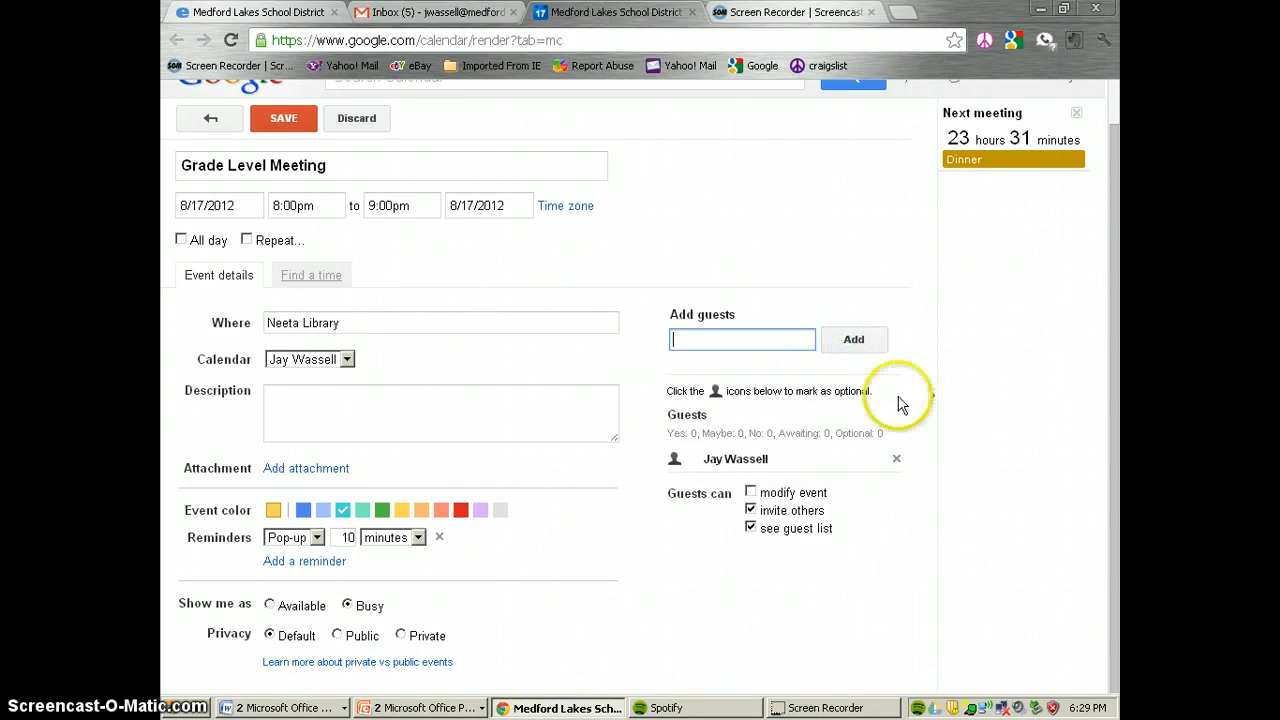 Medford Lakes School District
Inbox (5) - jwassell@medford
17 Medford Lakes School District
SOM Screen Recorder | Screencast
https://www.google.com/calendar/render?tab=mc
SOM Screen Recorder | Scr...
Yahoo! Mail
eBay
Imported From IE
Report Abuse
Yahoo! Mail
Google
craigslist
Google
Search Calendar
SAVE
Discard
Next meeting
23 hours 31 minutes
Dinner
Grade Level Meeting
8/17/2012 8:00pm to 9:00pm 8/17/2012 Time zone
All day Repeat...
Event details Find a time
Where Neeta Library
Calendar Jay Wassell
Description
Attachment Add attachment
Event color
Reminders Pop-up 10 minutes
Add a reminder
Show me as Available Busy
Privacy Default Public Private
Learn more about private vs public events
Add guests
Add
Click the icons below to mark as optional.
Guests
Yes: 0, Maybe: 0, No: 0, Awaiting: 0, Optional: 0
Jay Wassell
Guests can modify event
invite others
see guest list
Screencast-O-Matic.com
2 Microsoft Office ...
2 Microsoft Office P...
Medford Lakes Sch...
Spotify
Screen Recorder
6:29 PM